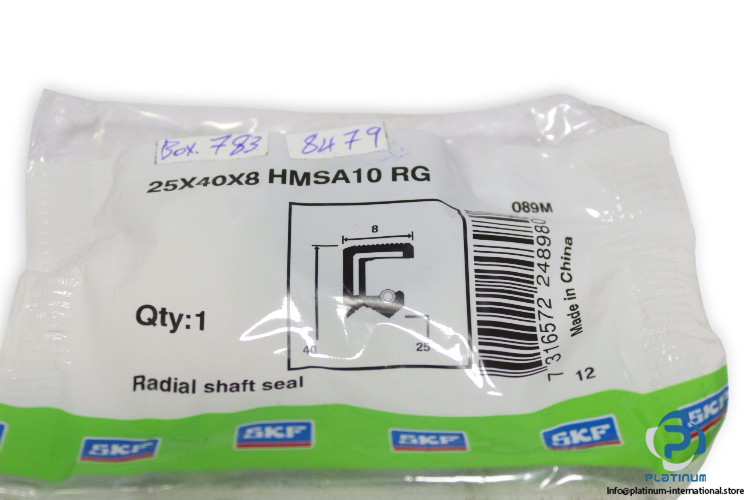 Box. 783
8479
25X40X8 HMSA10 RG
089M
8
40
25
Qty:1
Radial shaft seal
7 316572 248980
Made in China
12
SKF
SKF
SKF
SKF
SKF
PLATINUM
Info@platinum-international.store